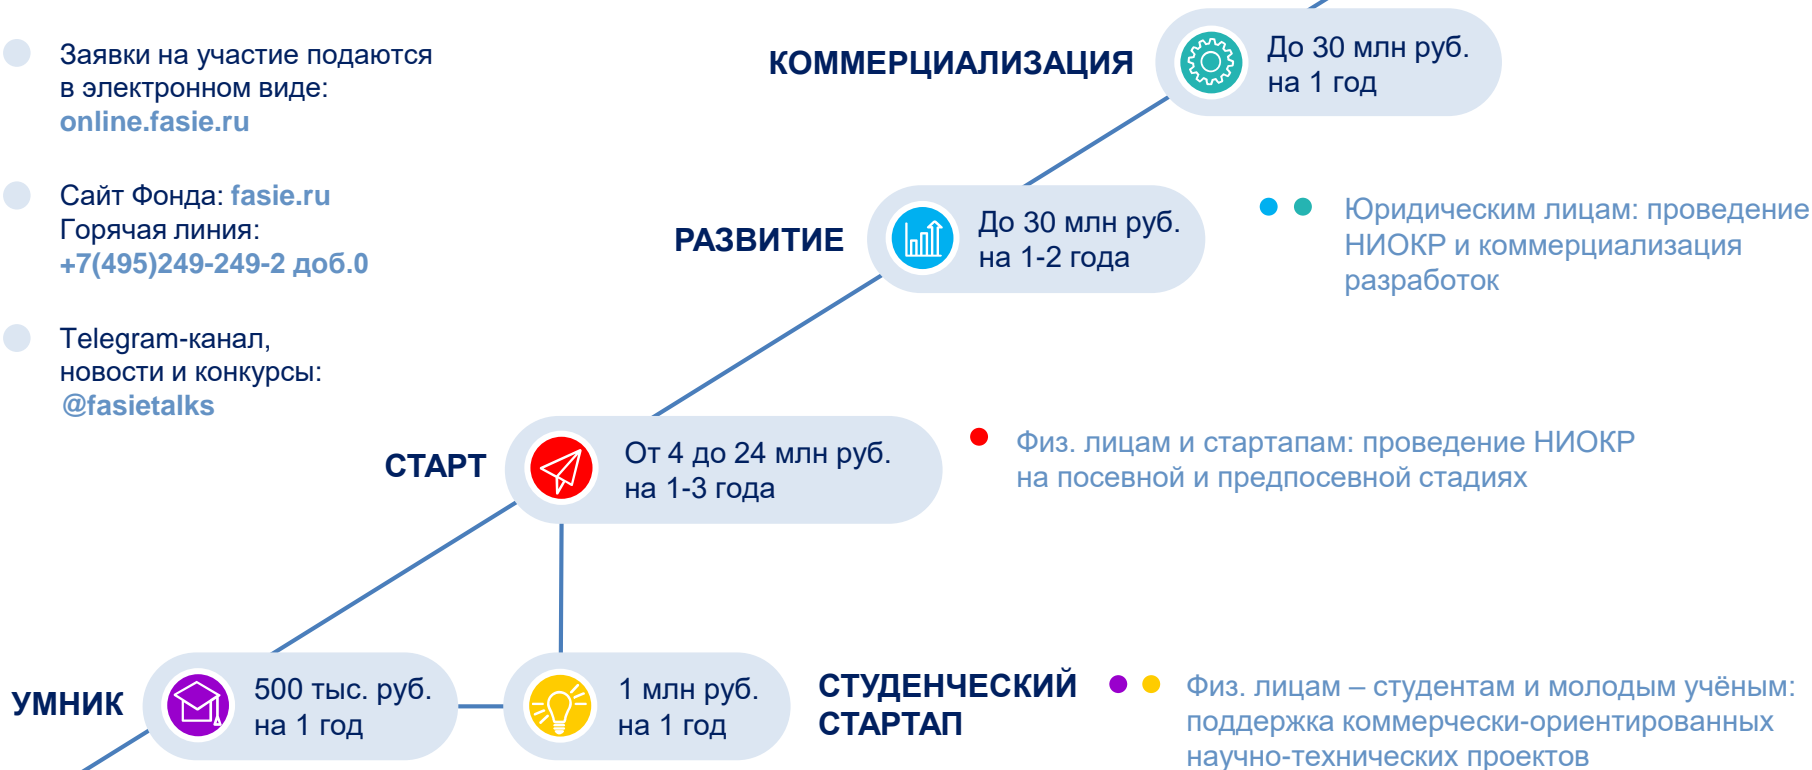 Заявки на участие подаются
в электронном виде:
online.fasie.ru
Сайт Фонда: fasie.ru
Горячая линия:
+7(495)249-249-2 доб.0
Telegram-канал,
новости и конкурсы:
@fasietalks
КОММЕРЦИАЛИЗАЦИЯ
До 30 млн руб.
на 1 год
РАЗВИТИЕ
До 30 млн руб.
на 1-2 года
Юридическим лицам: проведение
НИОКР и коммерциализация
разработок
СТАРТ
От 4 до 24 млн руб.
на 1-3 года
Физ. лицам и стартапам: проведение НИОКР
на посевной и предпосевной стадиях
УМНИК
500 тыс. руб.
на 1 год
1 млн руб.
на 1 год
СТУДЕНЧЕСКИЙ
СТАРТАП
Физ. лицам – студентам и молодым учёным:
поддержка коммерчески-ориентированных
научно-технических проектов